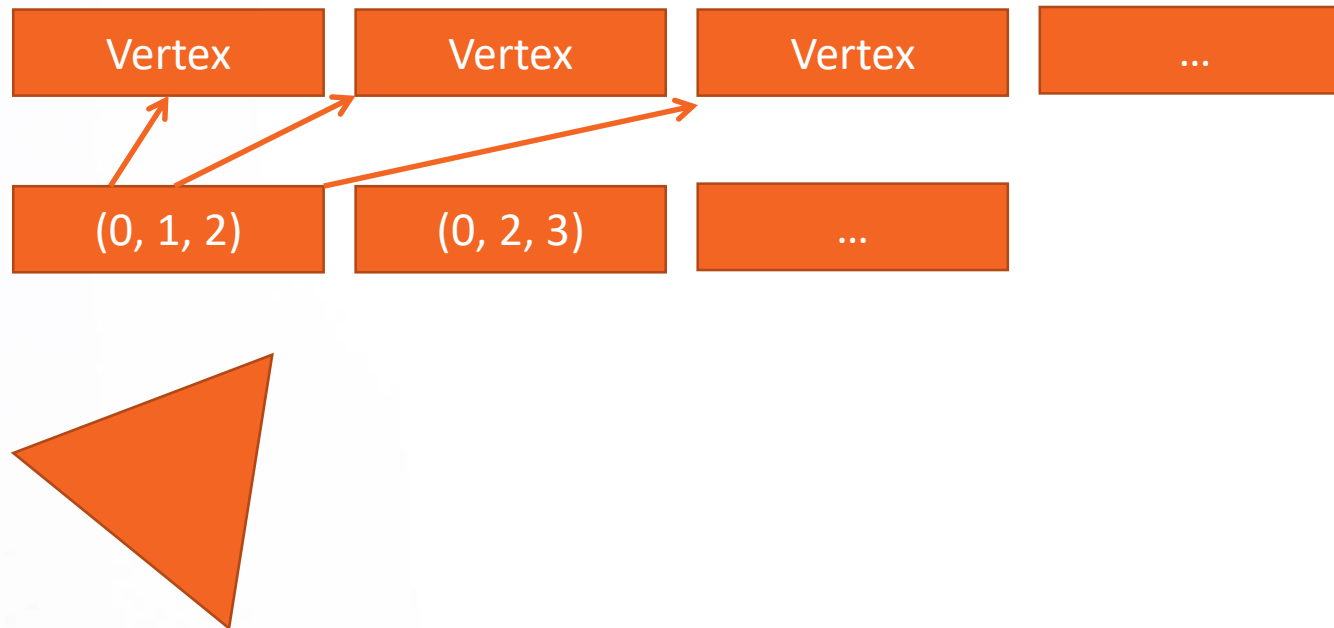 Vertex Vertex Vertex ...
(0, 1, 2) (0, 2, 3) ...